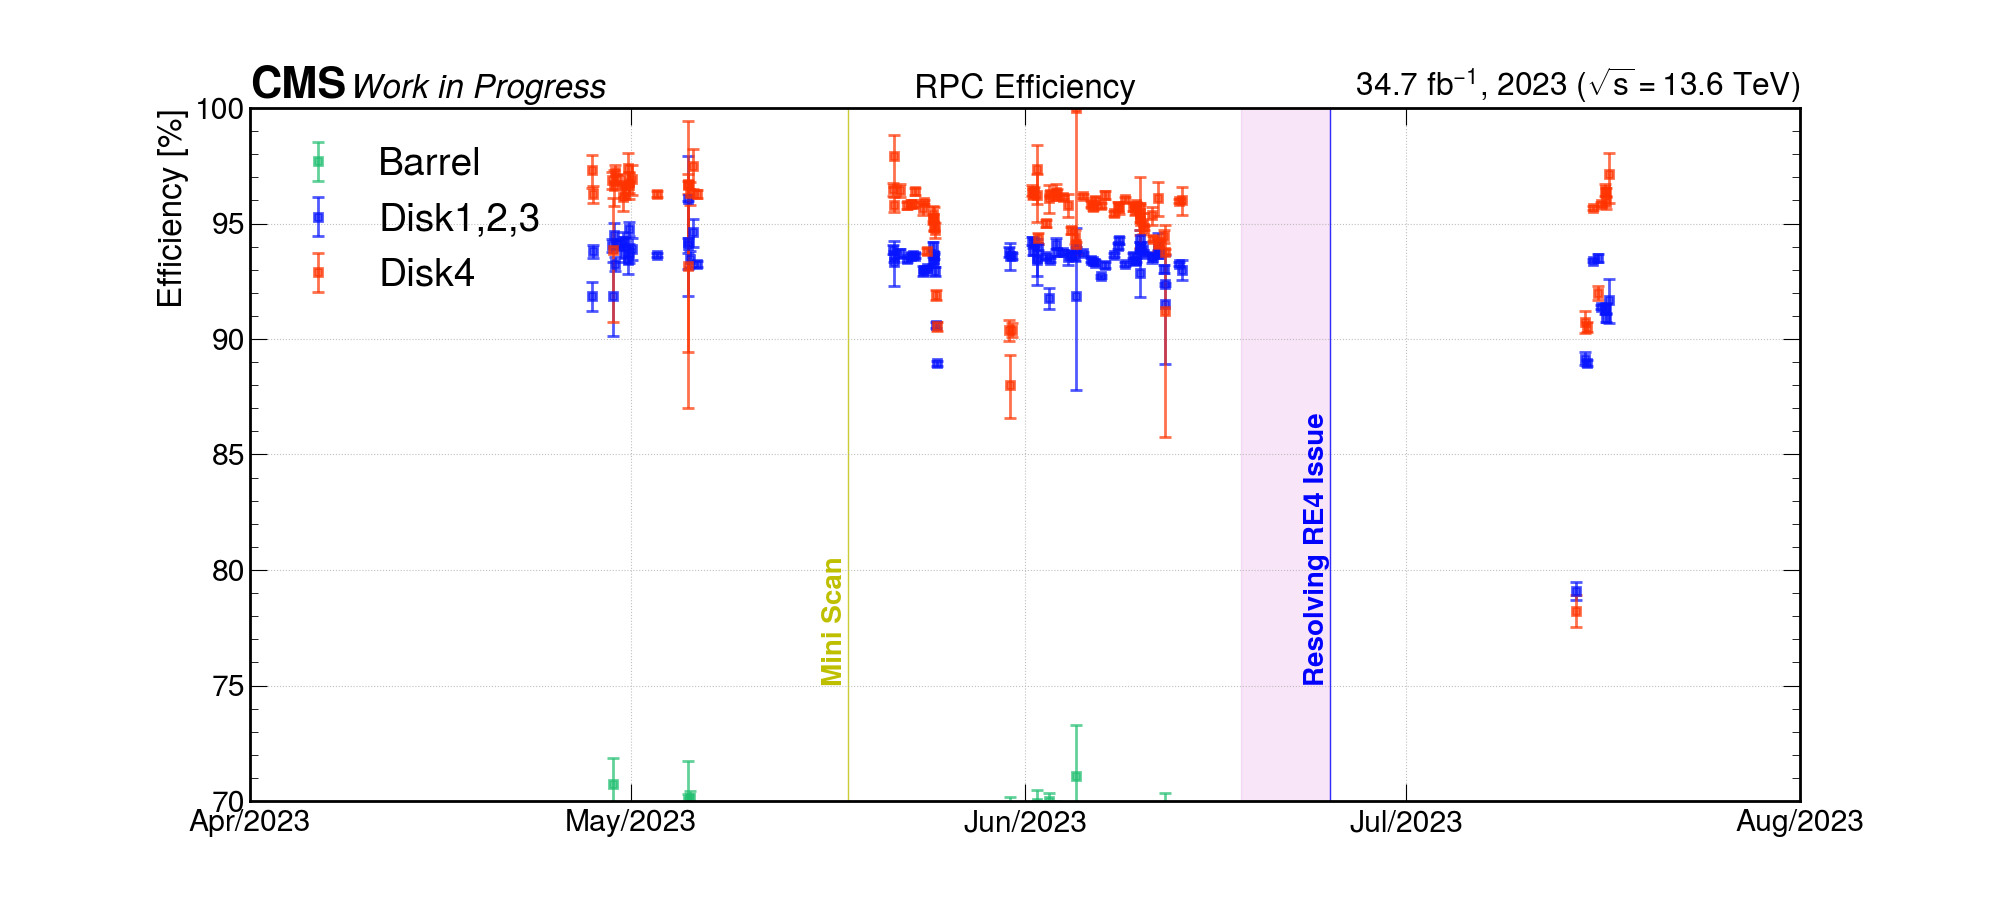 CMS Work in Progress RPC Efficiency 34.7 fb⁻¹, 2023 (√s = 13.6 TeV)
Efficiency [%]
100
95
90
85
80
75
70
Barrel
Disk1,2,3
Disk4
Mini Scan
Resolving RE4 Issue
Apr/2023 May/2023 Jun/2023 Jul/2023 Aug/2023